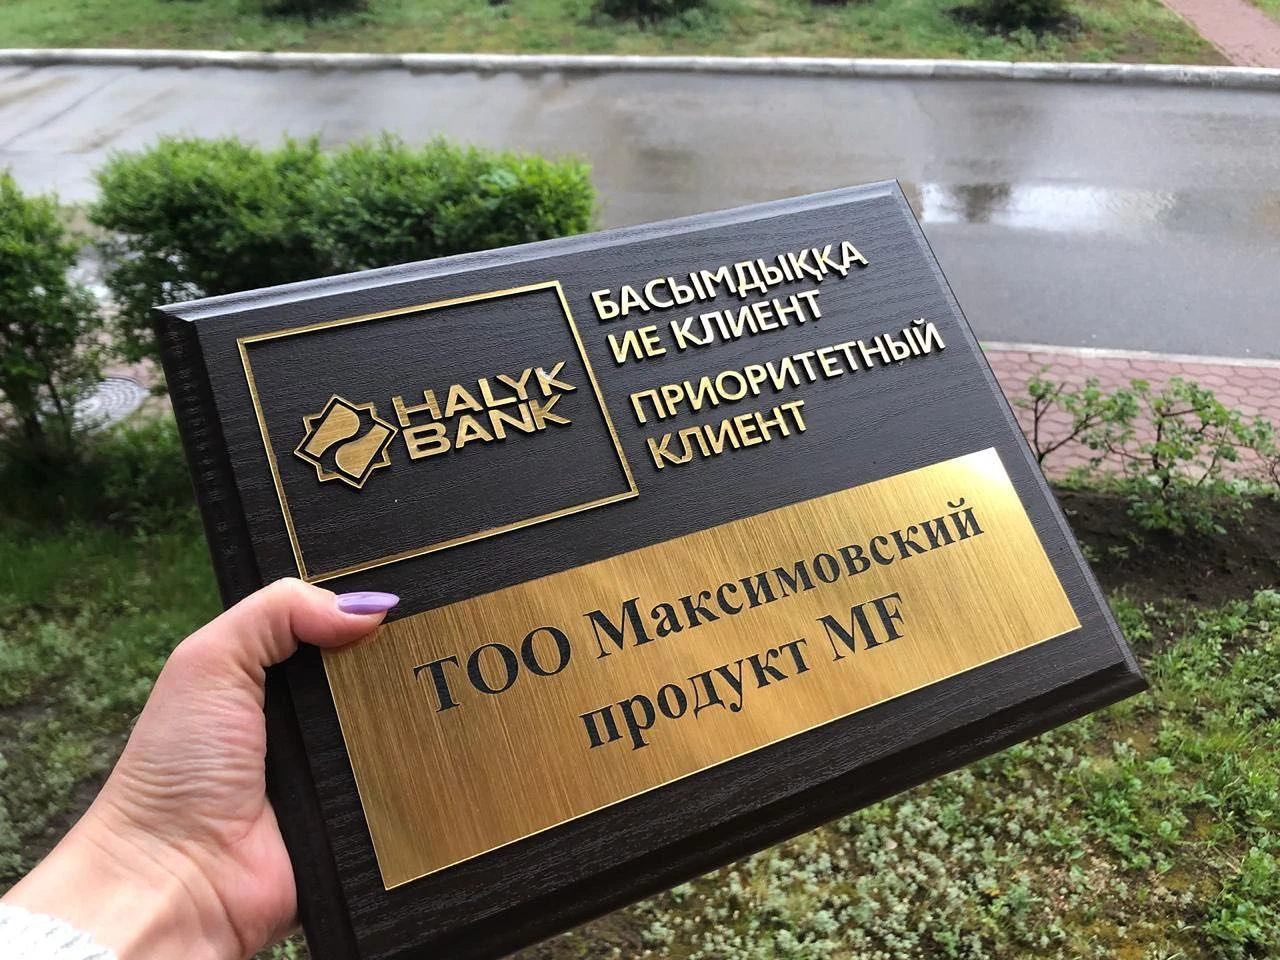 HALYK
BANK
БАСЫМДЫҚҚА
ИЕ КЛИЕНТ
ПРИОРИТЕТНЫЙ
КЛИЕНТ
ТОО Максимовский
продукт MF